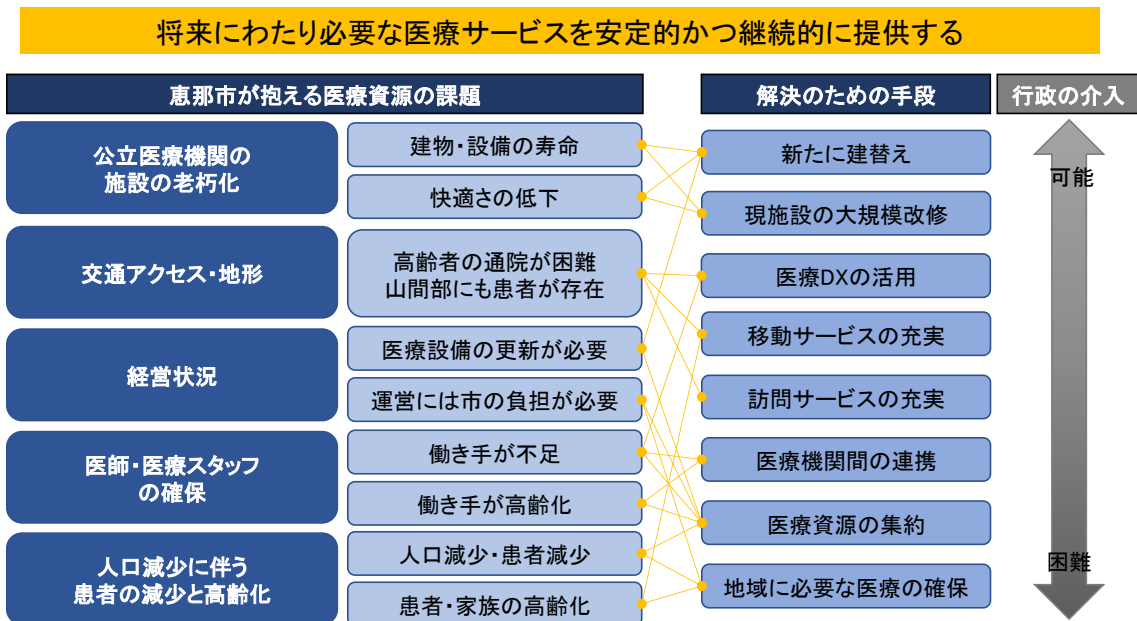 将来にわたり必要な医療サービスを安定的かつ継続的に提供する
恵那市が抱える医療資源の課題
解決のための手段
行政の介入
公立医療機関の
施設の老朽化
建物・設備の寿命
快適さの低下
交通アクセス・地形
高齢者の通院が困難
山間部にも患者が存在
経営状況
医療設備の更新が必要
運営には市の負担が必要
医師・医療スタッフ
の確保
働き手が不足
働き手が高齢化
人口減少に伴う
患者の減少と高齢化
人口減少・患者減少
患者・家族の高齢化
新たに建替え
現施設の大規模改修
医療DXの活用
移動サービスの充実
訪問サービスの充実
医療機関間の連携
医療資源の集約
地域に必要な医療の確保
可能
困難